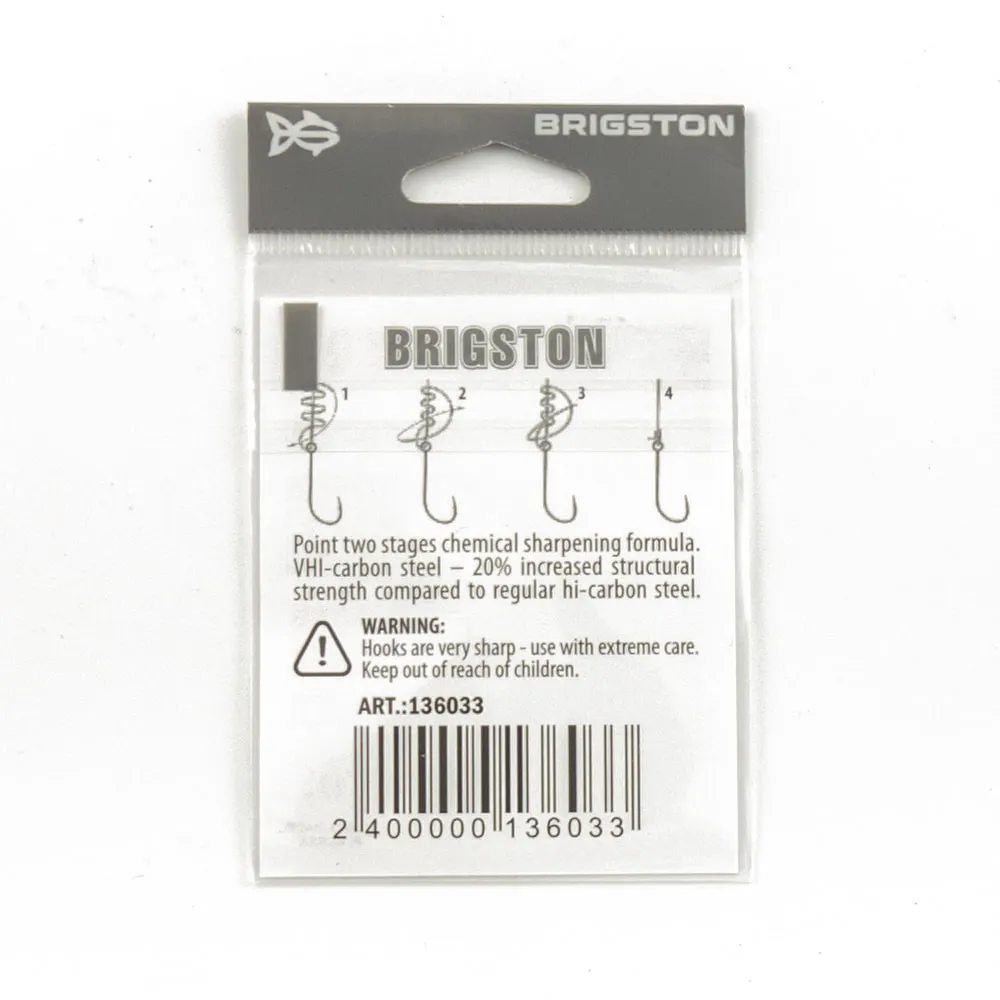 BRIGSTON
BRIGSTON
1 2 3 4
Point two stages chemical sharpening formula.
VHI-carbon steel – 20% increased structural
strength compared to regular hi-carbon steel.
WARNING:
Hooks are very sharp - use with extreme care.
Keep out of reach of children.
ART.:136033
2 400000 136033